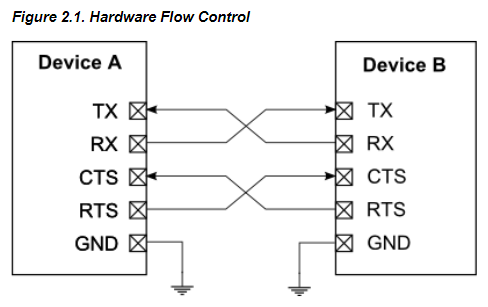 Figure 2.1. Hardware Flow Control
Device A
Device B
TX
TX
RX
RX
CTS
CTS
RTS
RTS
GND
GND